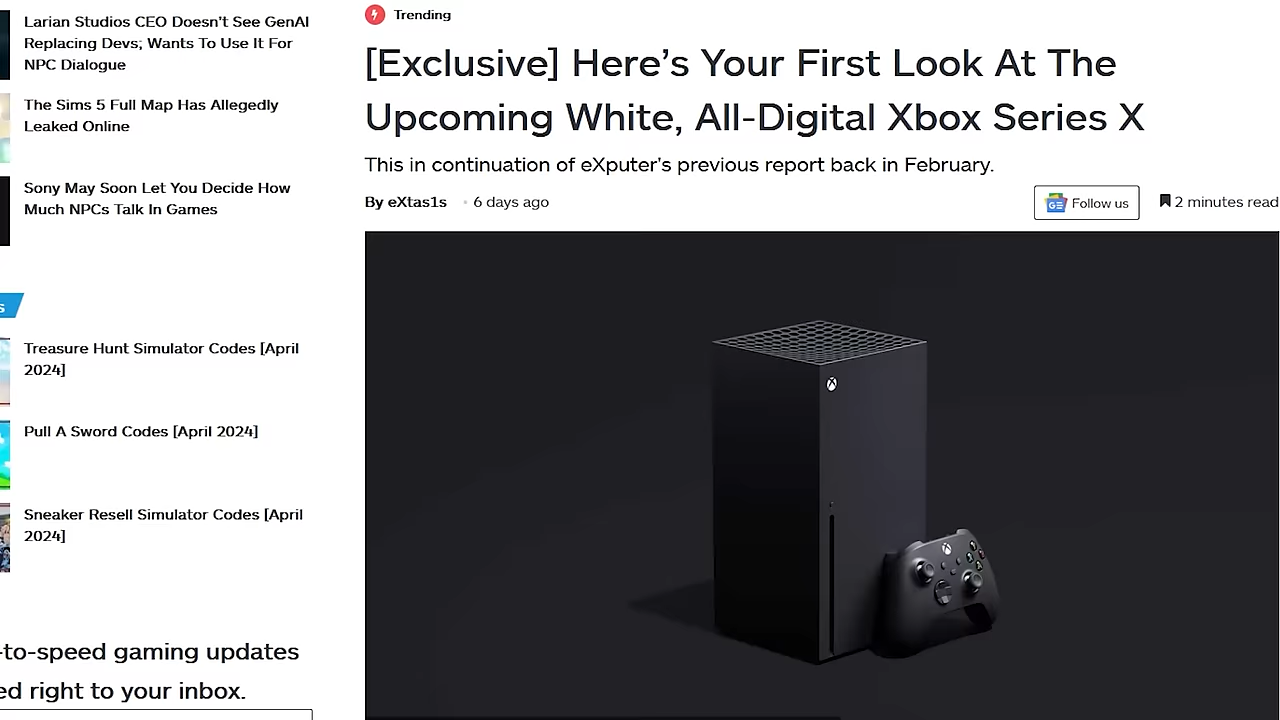 Larian Studios CEO Doesn't See GenAI
Replacing Devs; Wants To Use It For
NPC Dialogue
The Sims 5 Full Map Has Allegedly
Leaked Online
Sony May Soon Let You Decide How
Much NPCs Talk In Games
s
Treasure Hunt Simulator Codes [April
2024]
Pull A Sword Codes [April 2024]
Sneaker Resell Simulator Codes [April
2024]
-to-speed gaming updates
ed right to your inbox.
Trending
[Exclusive] Here's Your First Look At The
Upcoming White, All-Digital Xbox Series X
This in continuation of eXputer's previous report back in February.
By eXtas1s • 6 days ago
GE Follow us
2 minutes read